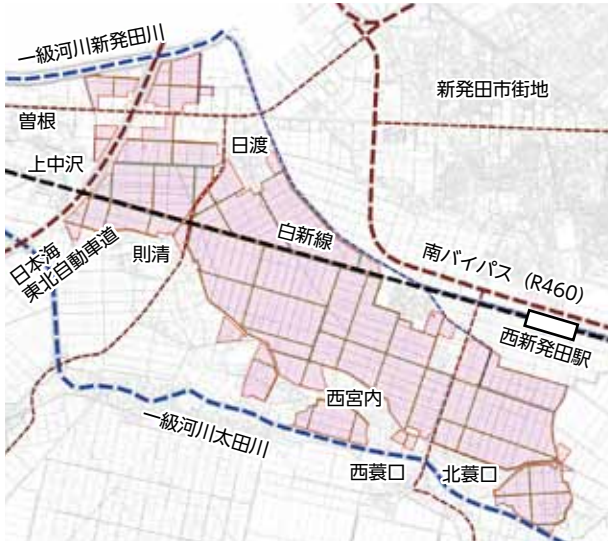 一級河川新発田川
新発田市街地
曽根
日渡
上中沢
白新線
則清
日本海
東北自動車道
南バイパス（R460）
西新発田駅
西宮内
一級河川太田川
西蓑口
北蓑口